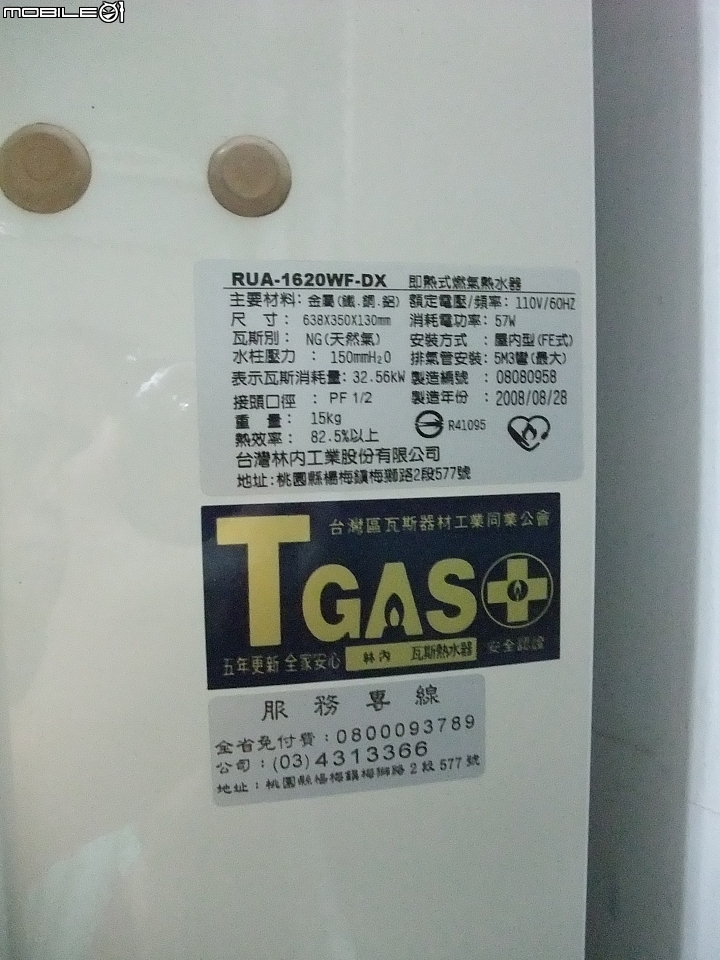 MOBILE01
RUA-1620WF-DX 即熱式燃氣熱水器
主要材料: 金屬(鐵.銅.鋁) 額定電壓/頻率: 110V/60HZ
尺 寸: 638X350X130mm 消耗電功率: 57W
瓦斯別: NG(天然氣) 安裝方式 : 屋內型(FE式)
水柱壓力 : 150mmH₂O 排氣管安裝: 5M3彎(最大)
表示瓦斯消耗量: 32.56kW 製造編號 : 08080958
接頭口徑 : PF 1/2 製造年份 : 2008/08/28
重 量: 15kg R41095
熱效率: 82.5%以上
台灣林內工業股份有限公司
地址:桃園縣楊梅鎮梅獅路2段577號
台灣區瓦斯器材工業同業公會
TGAS
五年更新 全家安心 林內 瓦斯熱水器 安全認證
服務專線
全省免付費:0800093789
公司:(03)4313366
地址:桃園縣楊梅鎮梅獅路2段577號